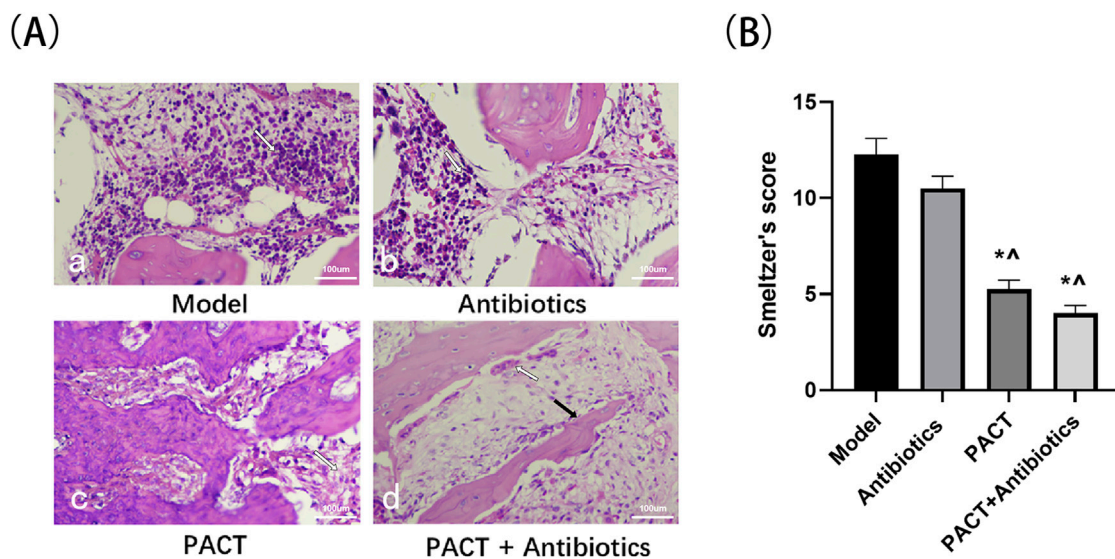 (A)
a
100um
Model
b
100um
Antibiotics
c
100um
PACT
d
100um
PACT + Antibiotics
(B)
Smeltzer's score
15
10
5
0
*^
*^
Model
Antibiotics
PACT
PACT+Antibiotics